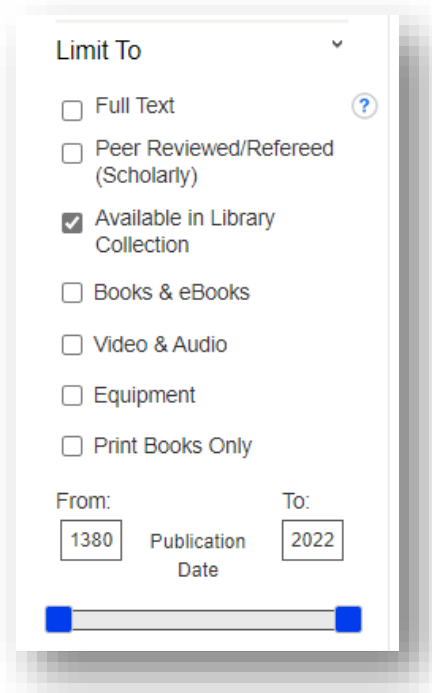 Limit To
Full Text
?
Peer Reviewed/Refereed
(Scholarly)
Available in Library
Collection
Books & eBooks
Video & Audio
Equipment
Print Books Only
From: To:
1380 Publication 2022
Date